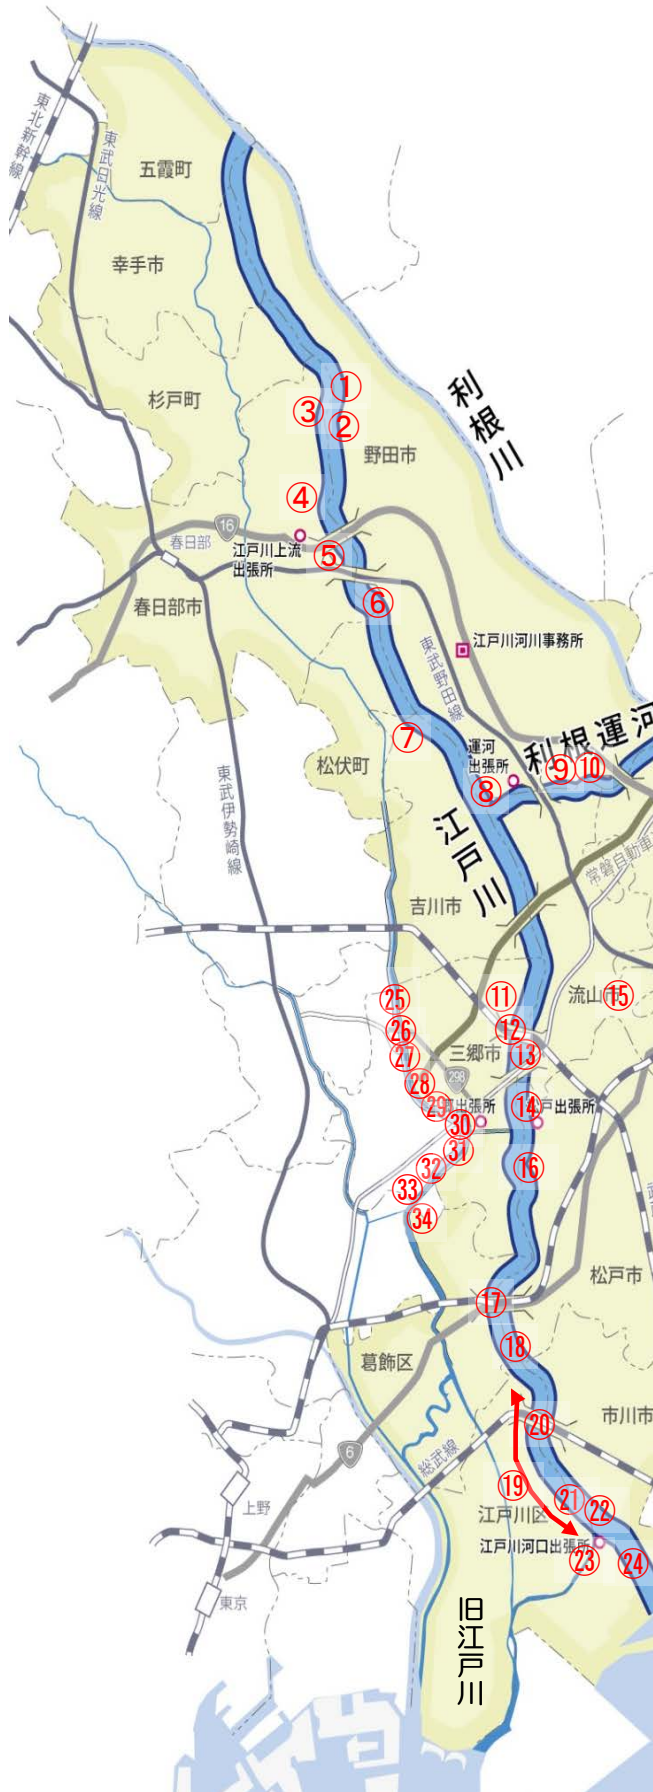 東北新幹線
東武日光線
五霞町
幸手市
杉戸町
①
③
②
利根川
野田市
④
16
春日部
江戸川上流
出張所
⑤
春日部市
⑥
江戸川河川事務所
東武野田線
⑦
運河
出張所
利根運河
⑨
⑩
松伏町
⑧
東武伊勢崎線
江戸川
常磐自動車
吉川市
㉕
⑪
流山市
⑮
㉖
⑫
㉗
三郷市
⑬
㉘
298
㉙
出張所
⑭
戸出張所
㉚
㉛
㉜
⑯
㉝
㉞
松戸市
⑰
⑱
葛飾区
市川市
⑳
6
総武線
⑲
上野
江戸川区
㉑
㉒
江戸川河口出張所
㉓
㉔
東京
旧江戸川